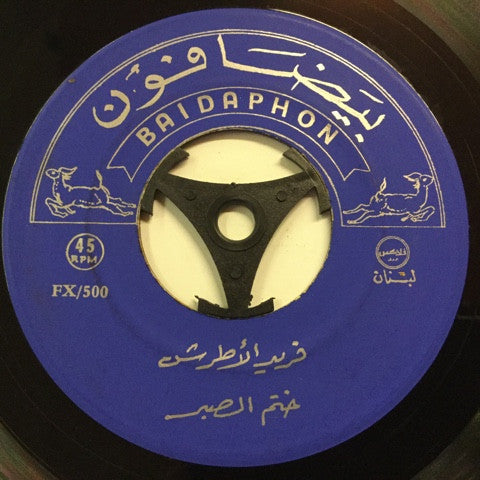 بيضافون
BAIDAPHON
45
RPM
لبنان
FX/500
فريد الأطرش
ختم الصبر